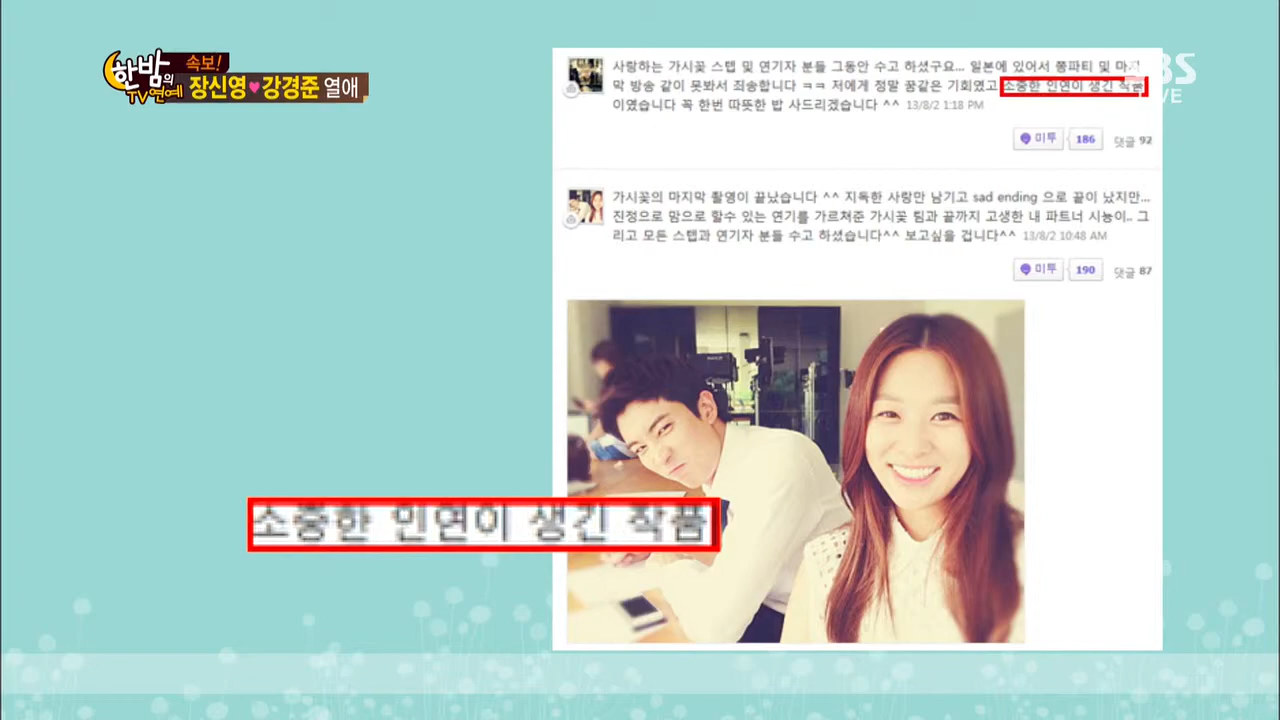 한밤의
TV연예
속보!
장신영♥강경준 열애
SBS
LIVE
사랑하는 가시꽃 스텝 및 연기자 분들 그동안 수고 하셨구요... 일본에 있어서 쫑파티 및 마지
막 방송 같이 못봐서 죄송합니다 ㅋㅋ 저에게 정말 꿈같은 기회였고 소중한 인연이 생긴 작품
이였습니다 꼭 한번 따뜻한 밥 사드리겠습니다 ^^ 13/8/2 1:18 PM
미투 186 댓글 92
가시꽃의 마지막 촬영이 끝났습니다 ^^ 지독한 사랑만 남기고 sad ending 으로 끝이 났지만...
진정으로 맘으로 할수 있는 연기를 가르쳐준 가시꽃 팀과 끝까지 고생한 내 파트너 시눙이.. 그
리고 모든 스텝과 연기자 분들 수고 하셨습니다^^ 보고싶을 겁니다^^ 13/8/2 10:48 AM
미투 190 댓글 87
소중한 인연이 생긴 작품